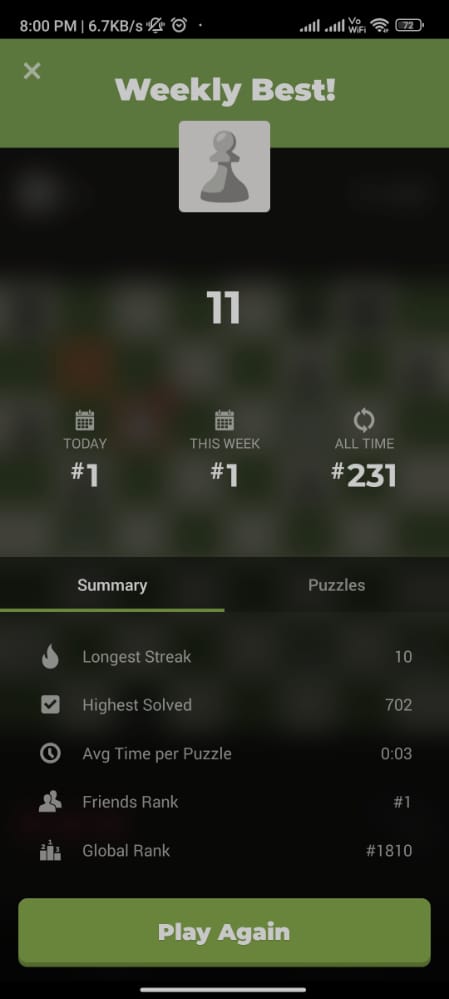 8:00 PM | 6.7KB/s
Vo
WiFi
72
Weekly Best!
11
TODAY
#1
THIS WEEK
#1
ALL TIME
#231
Summary
Puzzles
Longest Streak
10
Highest Solved
702
Avg Time per Puzzle
0:03
Friends Rank
#1
Global Rank
#1810
Play Again